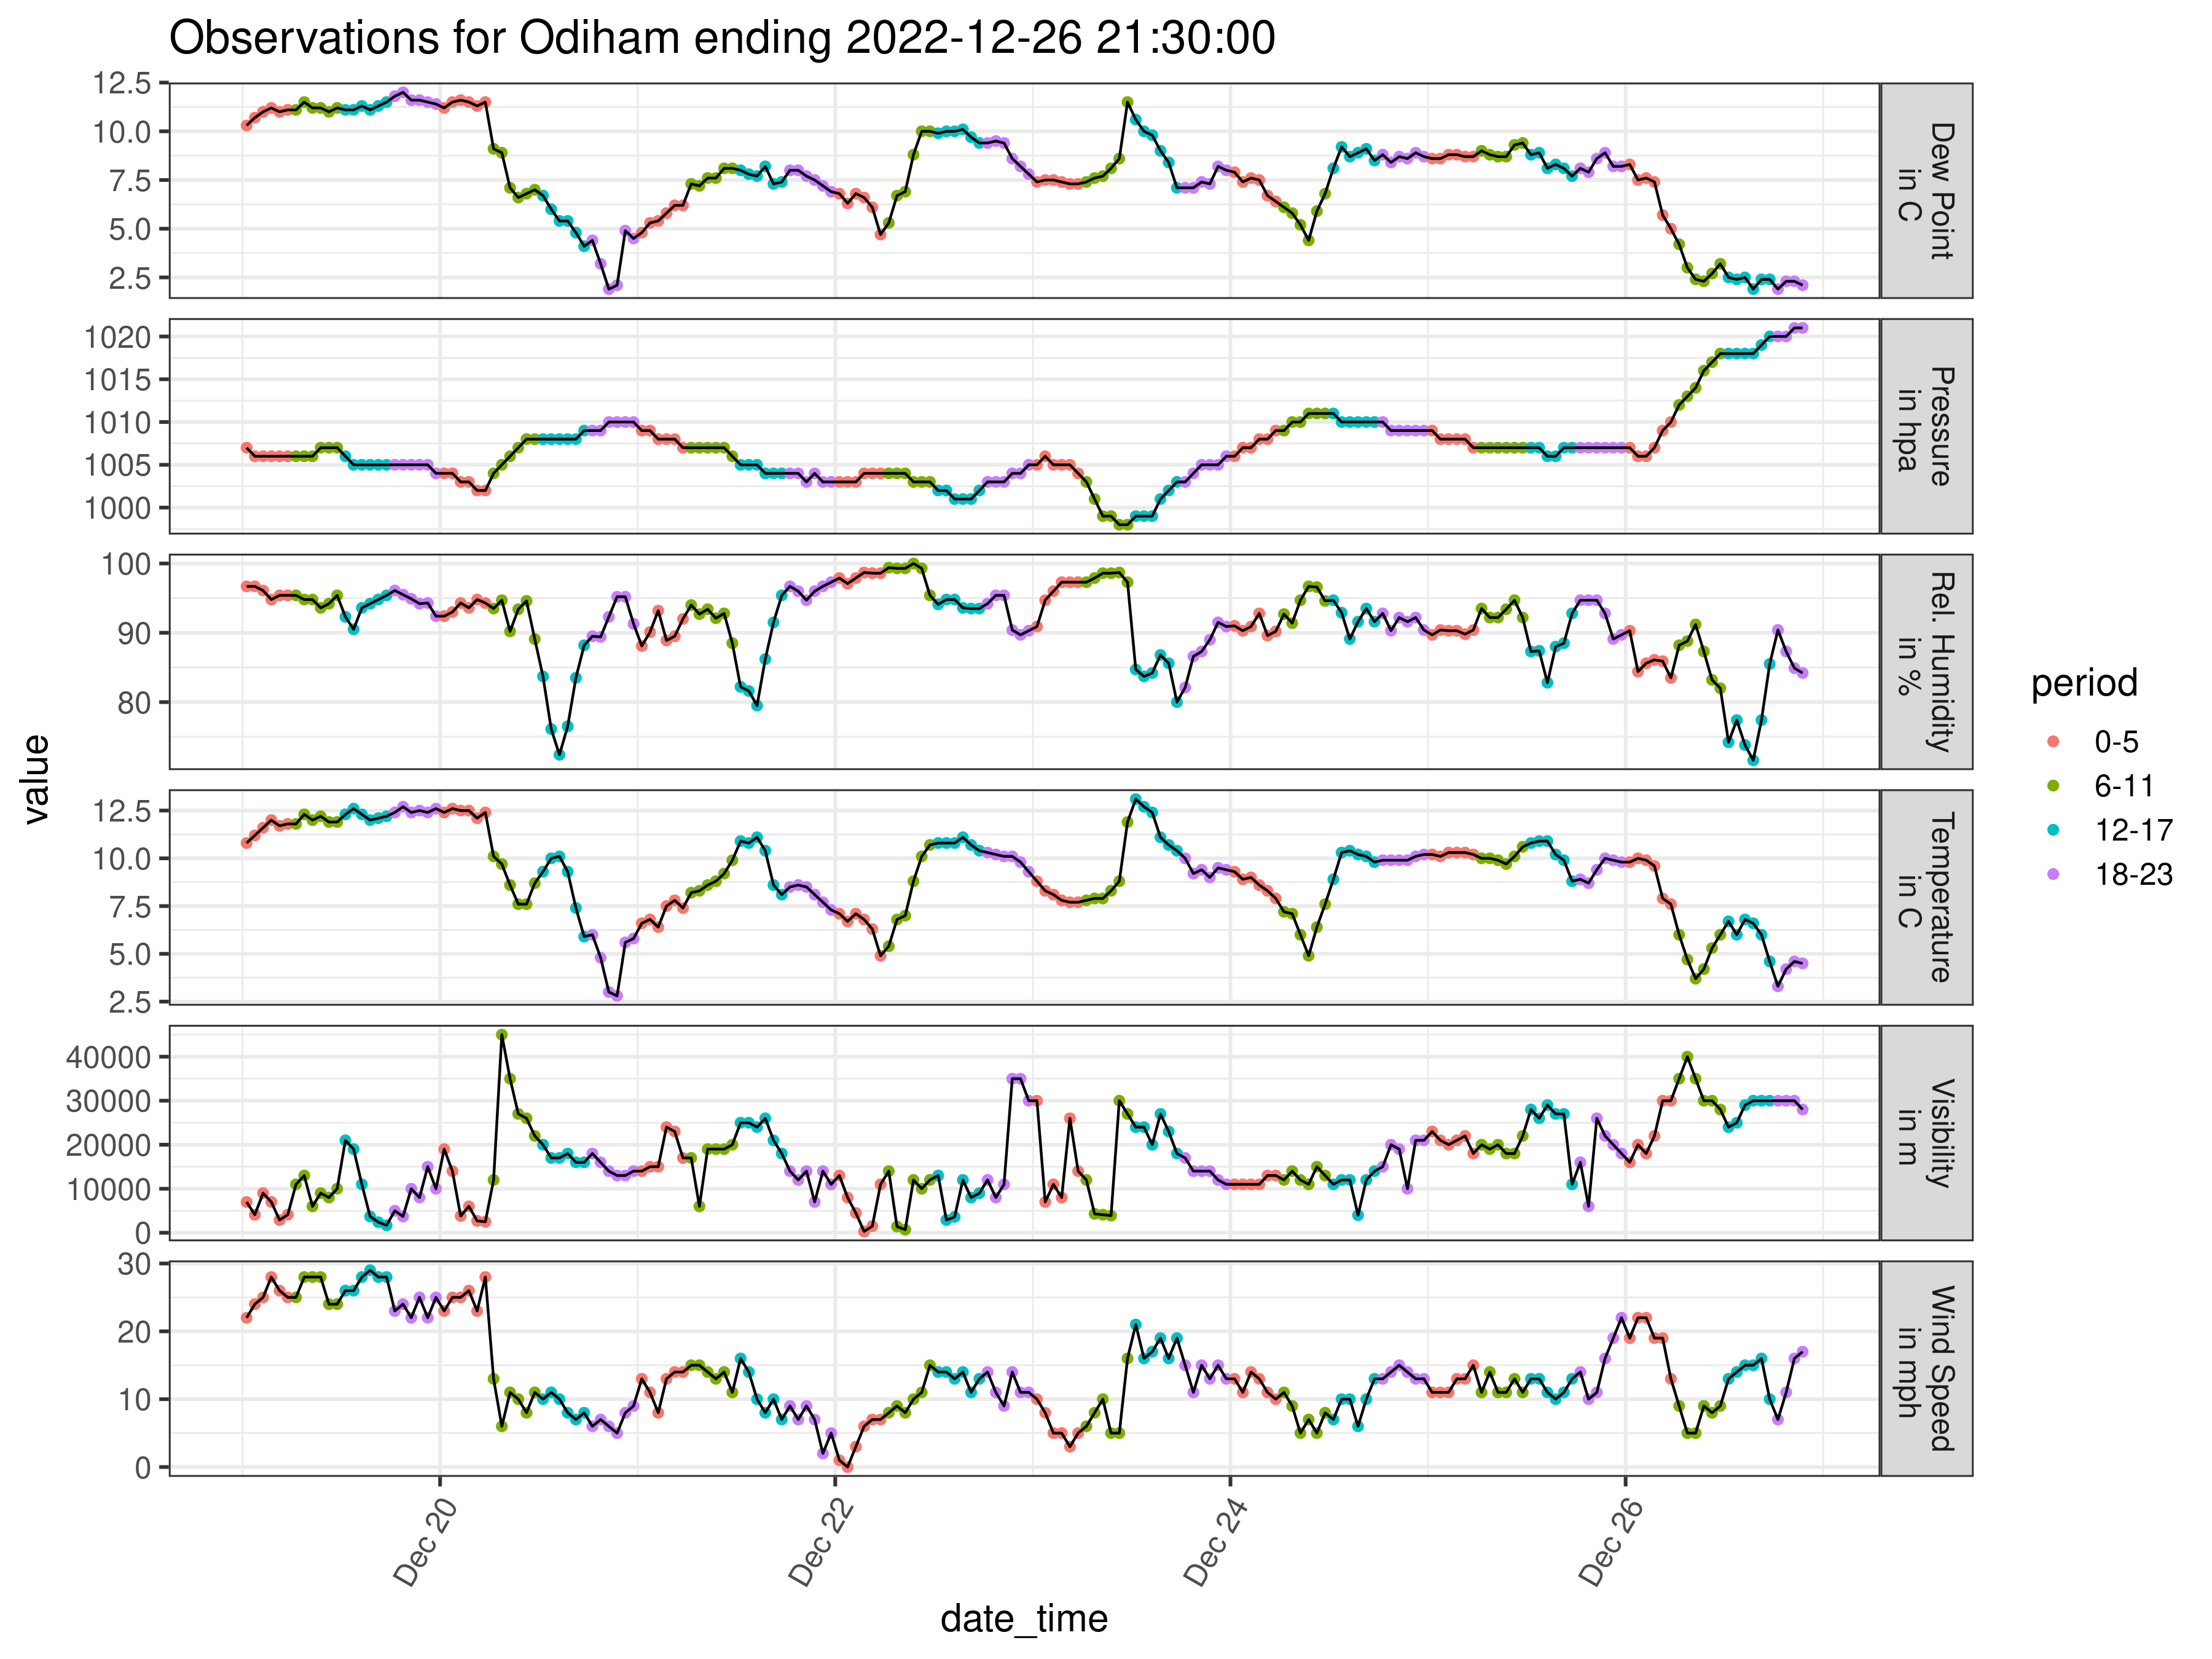 Observations for Odiham ending 2022-12-26 21:30:00
value
12.5
10.0
7.5
5.0
2.5
Dew Point
in C
1020
1015
1010
1005
1000
Pressure
in hpa
100
90
80
Rel. Humidity
in %
12.5
10.0
7.5
5.0
2.5
Temperature
in C
40000
30000
20000
10000
0
Visibility
in m
30
20
10
0
Wind Speed
in mph
Dec 20
Dec 22
Dec 24
Dec 26
date_time
period
0-5
6-11
12-17
18-23